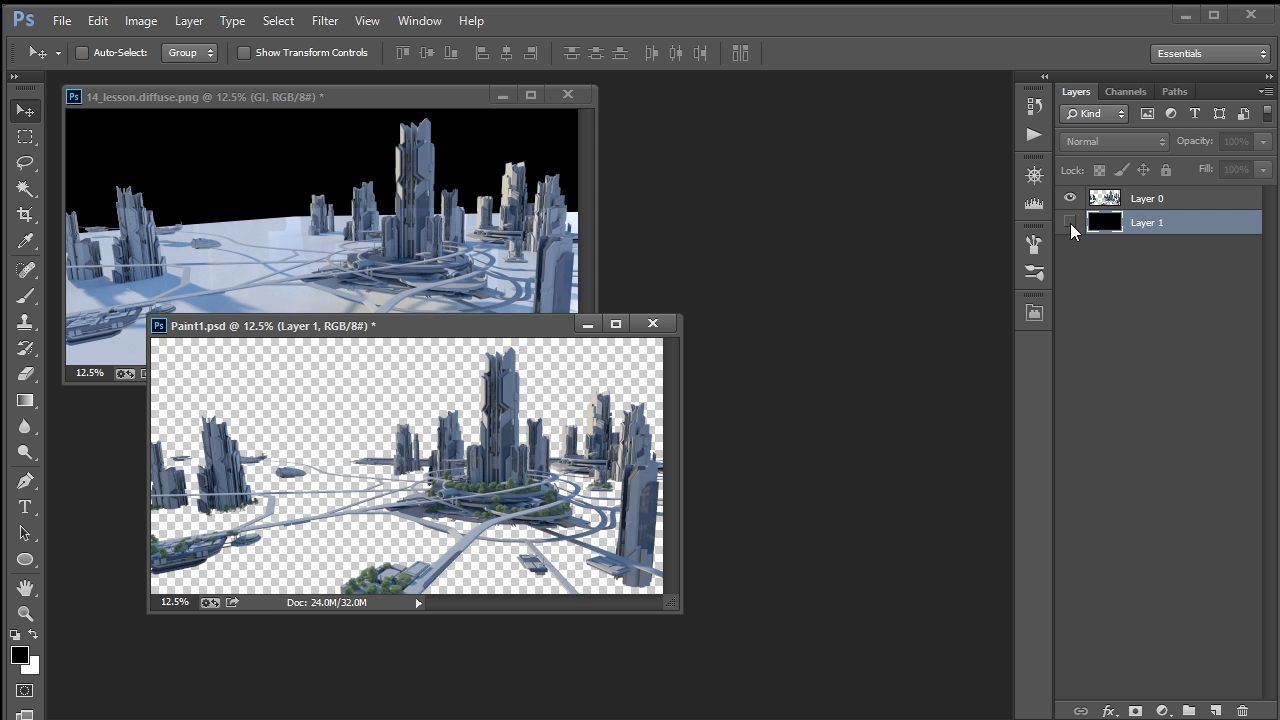 Ps File Edit Image Layer Type Select Filter View Window Help
Auto-Select: Group Show Transform Controls Essentials
Ps 14_lesson.diffuse.png @ 12.5% (GI, RGB/8#) *
Layers Channels Paths
Kind T
Normal Opacity: 100%
Lock: Fill: 100%
Layer 0
Layer 1
Ps Paint1.psd @ 12.5% (Layer 1, RGB/8#) *
12.5%
T
12.5% Doc: 24.0M/32.0M
fx